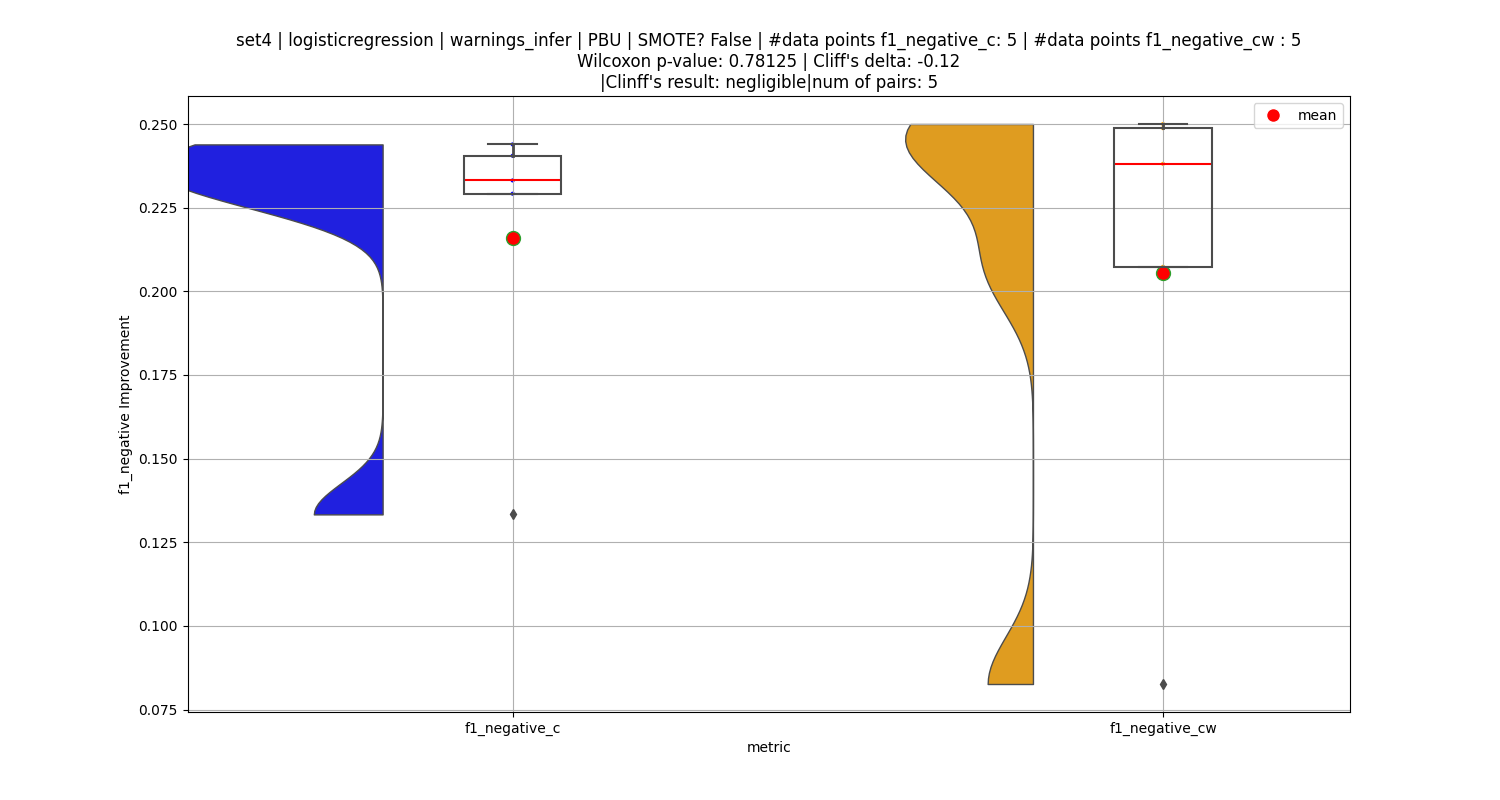 set4 | logisticregression | warnings_infer | PBU | SMOTE? False | #data points f1_negative_c: 5 | #data points f1_negative_cw : 5
Wilcoxon p-value: 0.78125 | Cliff's delta: -0.12
|Clinff's result: negligible|num of pairs: 5
mean
0.250
0.225
0.200
0.175
0.150
0.125
0.100
0.075
f1_negative Improvement
f1_negative_c
f1_negative_cw
metric